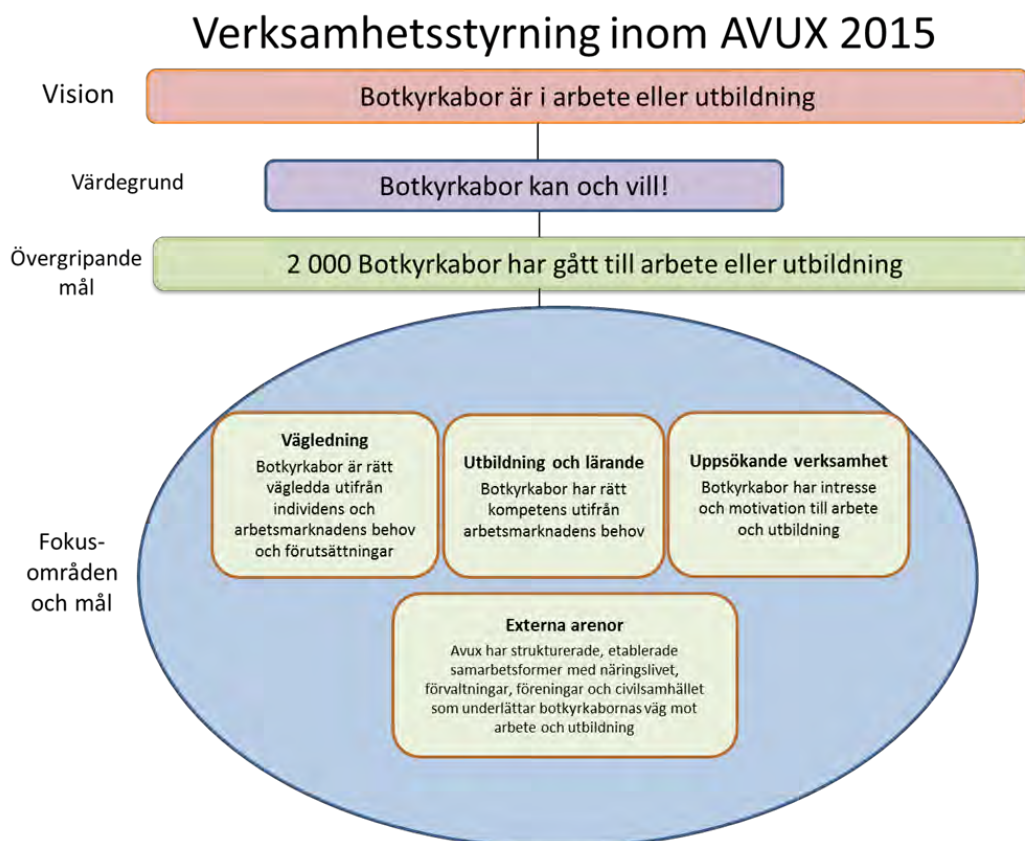 Verksamhetsstyrning inom AVUX 2015
Vision
Botkyrkabor är i arbete eller utbildning
Värdegrund
Botkyrkabor kan och vill!
Övergripande
mål
2 000 Botkyrkabor har gått till arbete eller utbildning
Fokus-
områden
och mål
Vägledning
Botkyrkabor är rätt
vägledda utifrån
individens och
arbetsmarknadens behov
och förutsättningar
Utbildning och lärande
Botkyrkabor har rätt
kompetens utifrån
arbetsmarknadens behov
Uppsökande verksamhet
Botkyrkabor har intresse
och motivation till arbete
och utbildning
Externa arenor
Avux har strukturerade, etablerade
samarbetsformer med näringslivet,
förvaltningar, föreningar och civilsamhället
som underlättar botkyrkabornas väg mot
arbete och utbildning